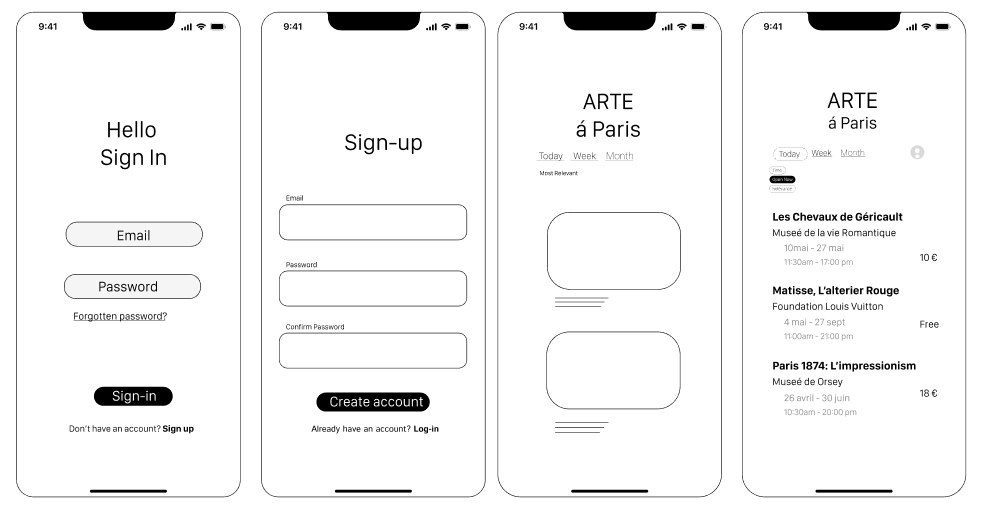 9:41
Hello
Sign In
Email
Password
Forgotten password?
Sign-in
Don't have an account? Sign up
9:41
Sign-up
Email
Password
Confirm Password
Create account
Already have an account? Log-in
9:41
ARTE
á Paris
Today Week Month
Most Relevant
9:41
ARTE
á Paris
Today Week Month
Time
Open Now
Relevance
Les Chevaux de Géricault
Museé de la vie Romantique
10mai - 27 mai
11:30am - 17:00 pm
10 €
Matisse, L'alterier Rouge
Foundation Louis Vuitton
4 mai - 27 sept
11:00am - 21:00 pm
Free
Paris 1874: L'impressionism
Museé de Orsey
26 avril - 30 juin
10:30am - 20:00 pm
18 €